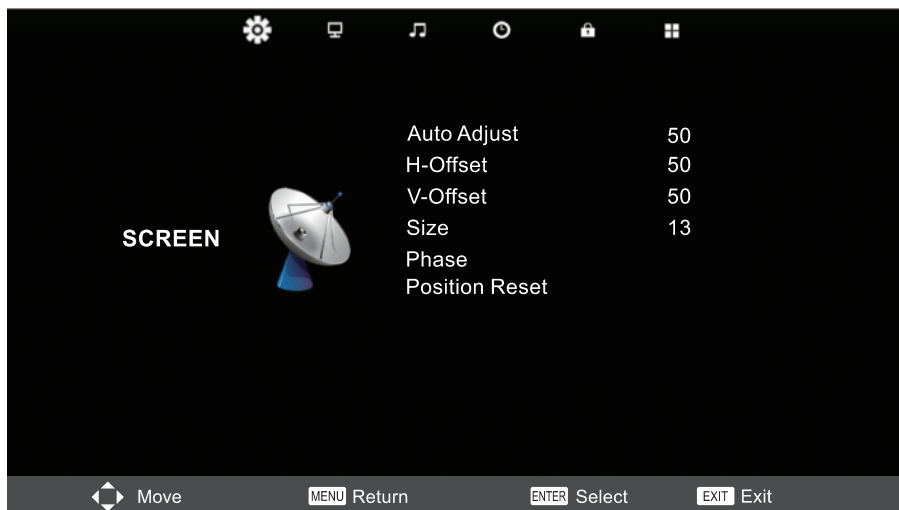 SCREEN
Auto Adjust 50
H-Offset 50
V-Offset 50
Size 13
Phase
Position Reset
Move MENU Return ENTER Select EXIT Exit